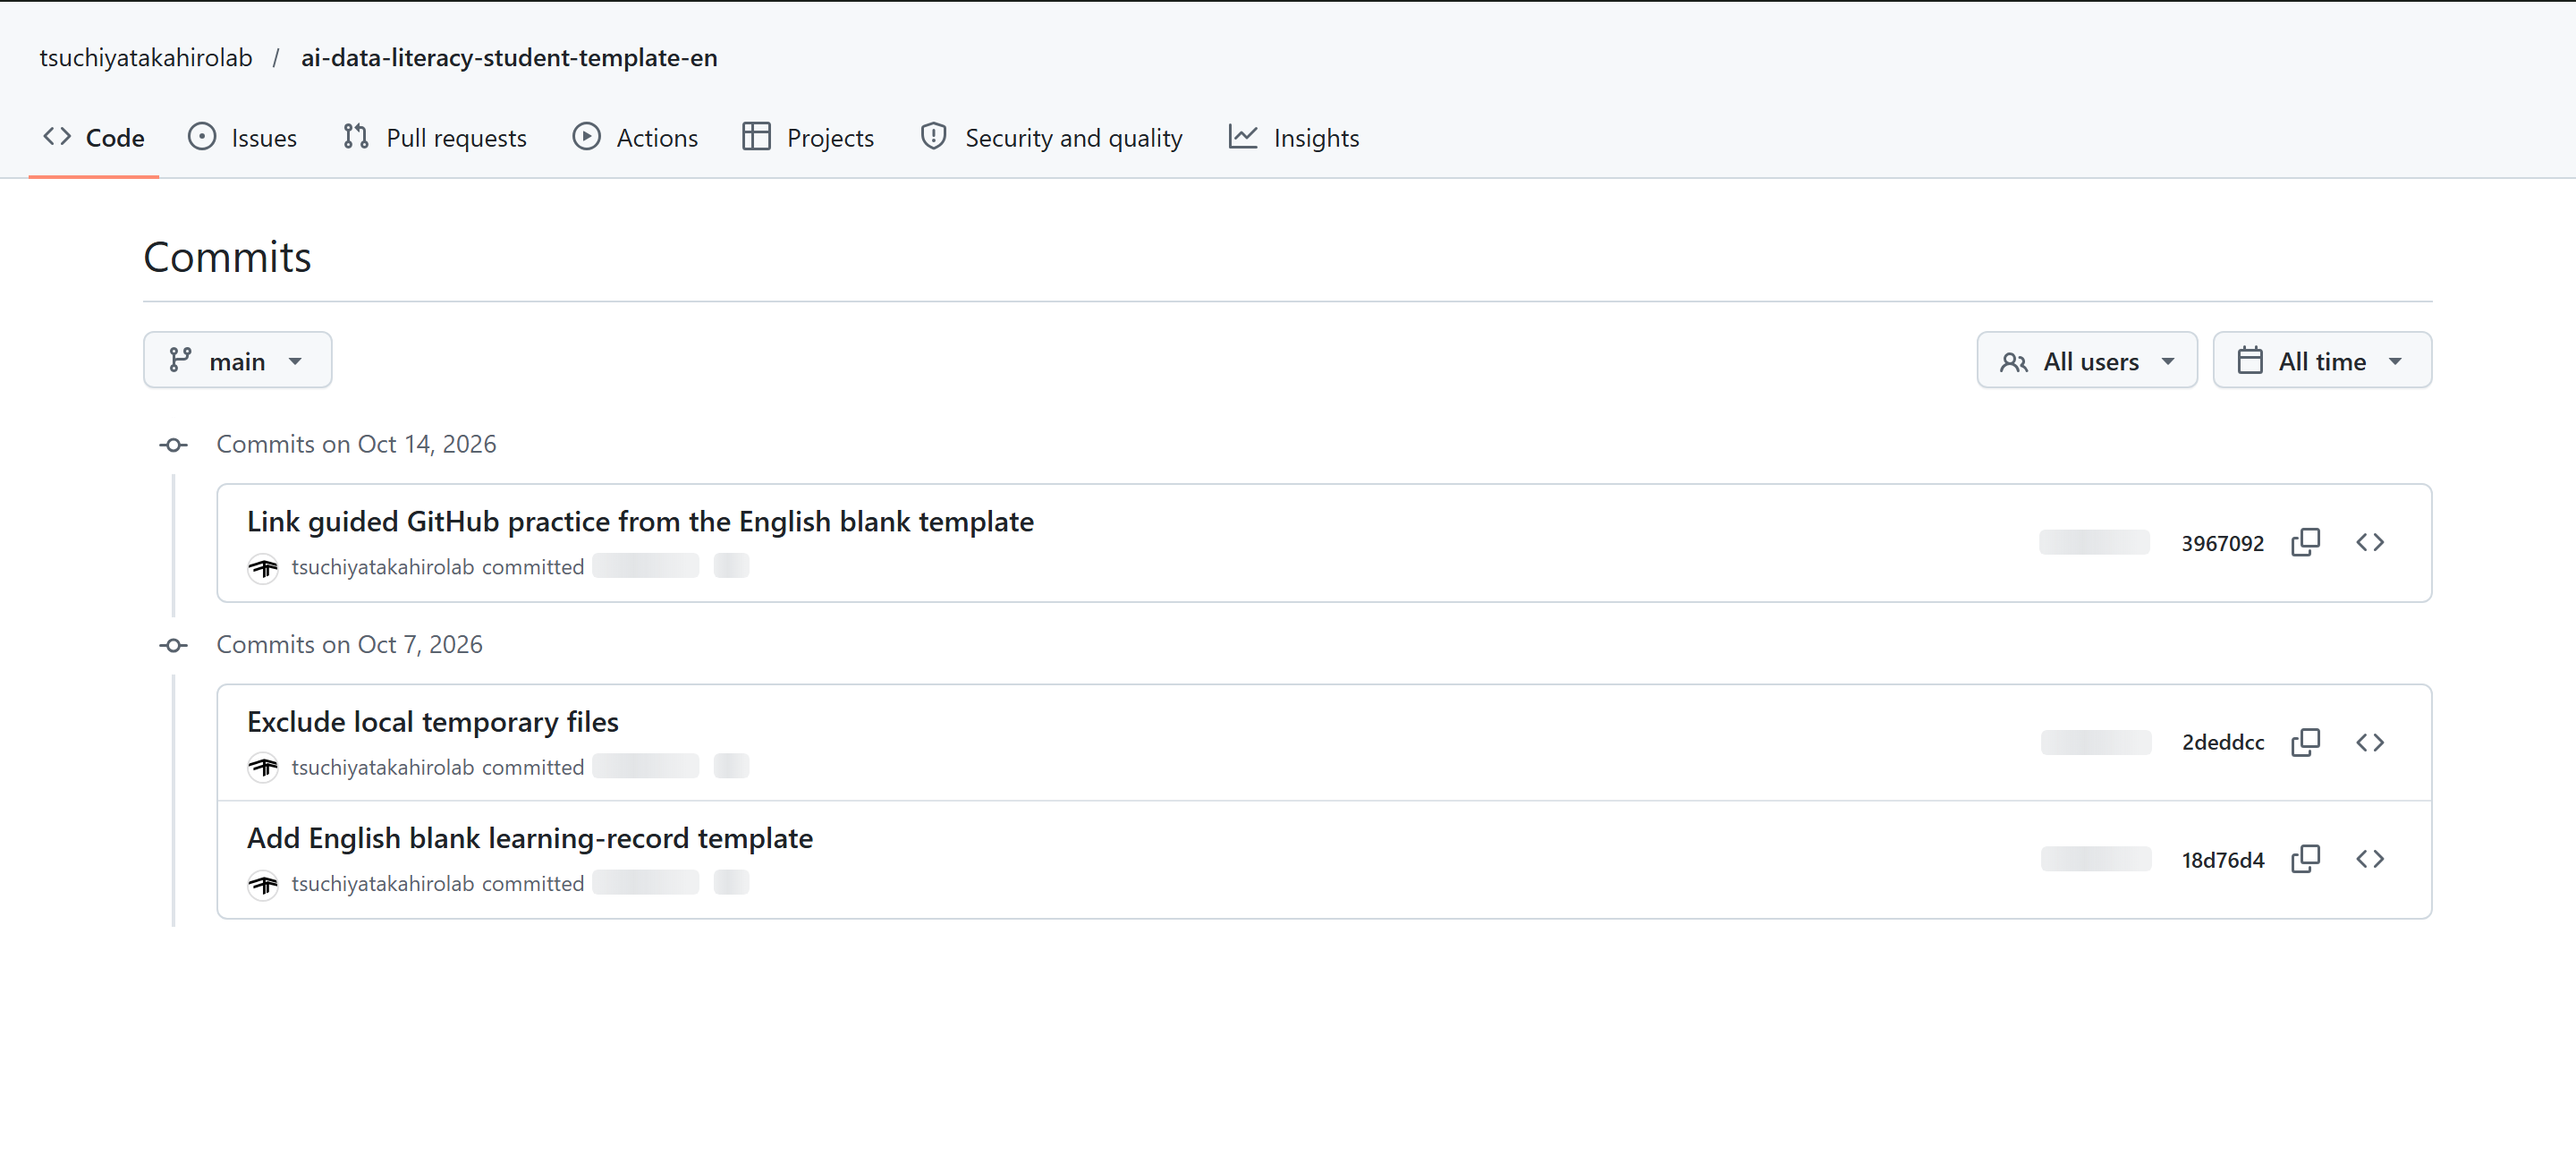 tsuchiyatakahirolab / ai-data-literacy-student-template-en
Code Issues Pull requests Actions Projects Security and quality Insights
Commits
main All users All time
Commits on Oct 14, 2026
Link guided GitHub practice from the English blank template
tsuchiyatakahirolab committed
3967092
Commits on Oct 7, 2026
Exclude local temporary files
tsuchiyatakahirolab committed
2deddcc
Add English blank learning-record template
tsuchiyatakahirolab committed
18d76d4